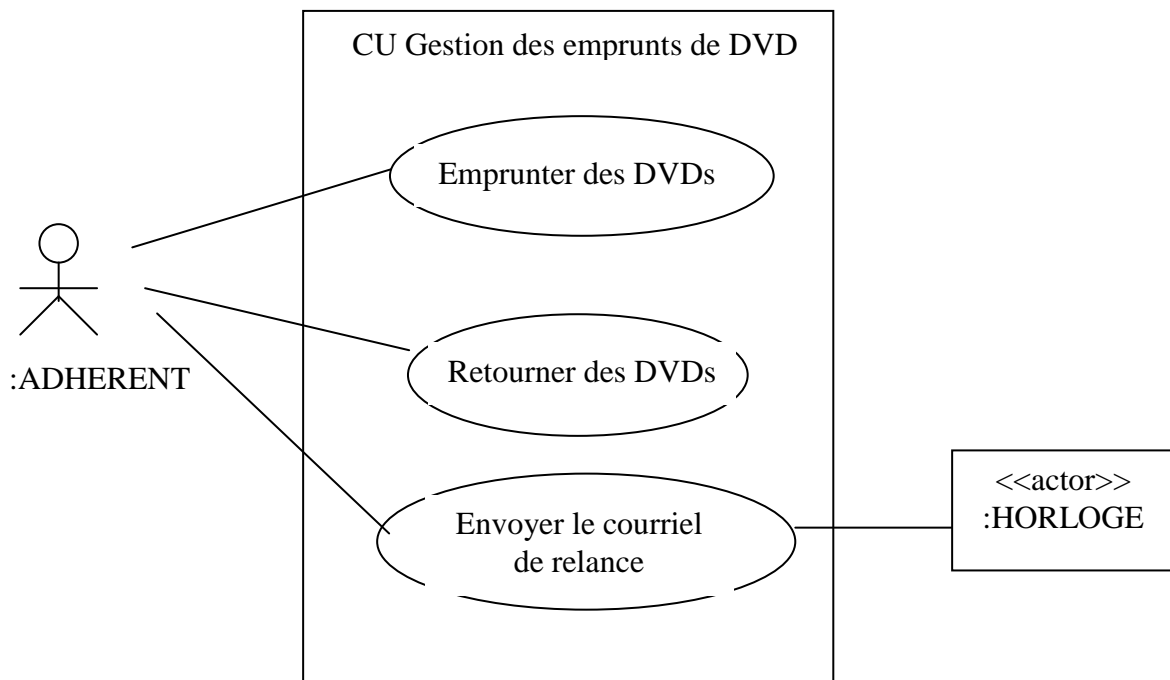 CU Gestion des emprunts de DVD
Emprunter des DVDs
:ADHERENT
Retourner des DVDs
Envoyer le courriel
de relance
<<actor>>
:HORLOGE